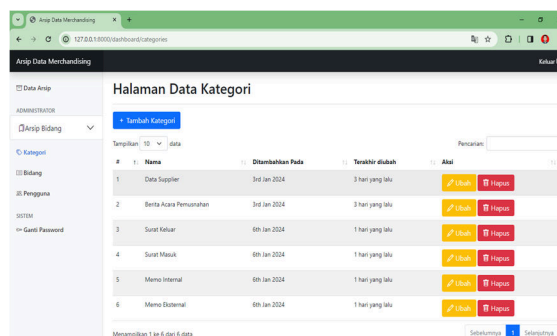 Arsip Data Merchandising
127.0.0.1:8000/dashboard/categories
Arsip Data Merchandising
Keluar
Data Arsip
ADMINISTRATOR
Arsip Bidang
Kategori
Bidang
Pengguna
SISTEM
Ganti Password
Halaman Data Kategori
+ Tambah Kategori
Tampilkan 10 data
Pencarian:
# Nama Ditambahkan Pada Terakhir diubah Aksi
1 Data Supplier 3rd Jan 2024 3 hari yang lalu Ubah Hapus
2 Berita Acara Pemusnahan 3rd Jan 2024 3 hari yang lalu Ubah Hapus
3 Surat Keluar 6th Jan 2024 1 hari yang lalu Ubah Hapus
4 Surat Masuk 6th Jan 2024 1 hari yang lalu Ubah Hapus
5 Memo Internal 6th Jan 2024 1 hari yang lalu Ubah Hapus
6 Memo Eksternal 6th Jan 2024 1 hari yang lalu Ubah Hapus
Menampilkan 1 ke 6 dari 6 data
Sebelumnya 1 Selanjutnya